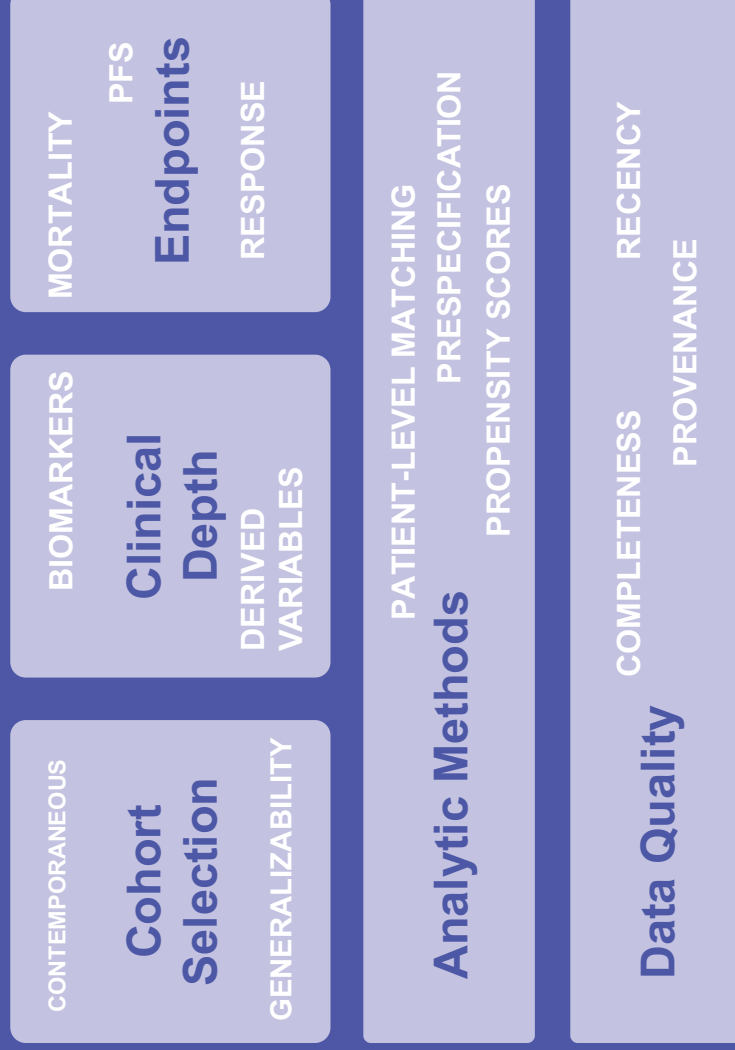 CONTEMPORANEOUS
Cohort
Selection
GENERALIZABILITY
BIOMARKERS
Clinical
Depth
DERIVED
VARIABLES
MORTALITY
PFS
Endpoints
RESPONSE
PATIENT-LEVEL MATCHING
Analytic Methods
PRESPECIFICATION
PROPENSITY SCORES
COMPLETENESS
RECENCY
Data Quality
PROVENANCE